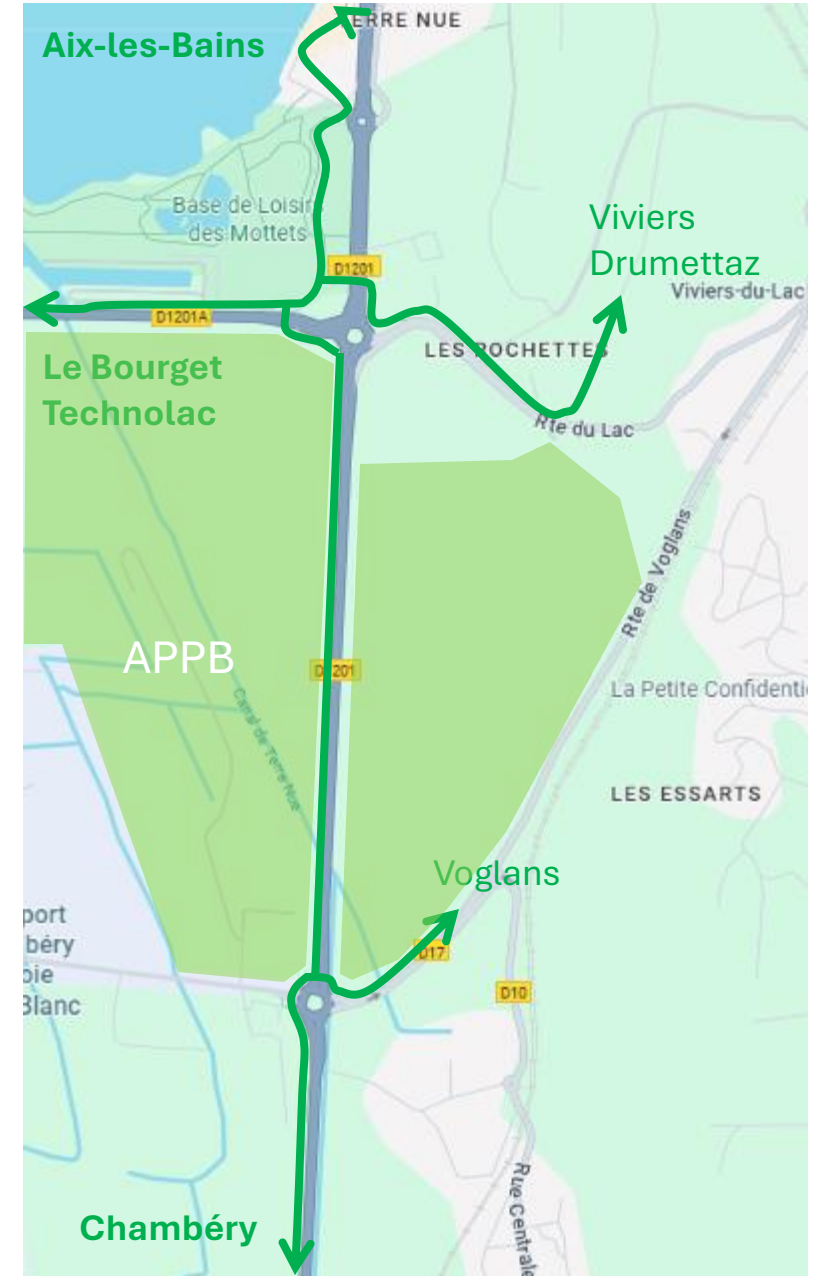 ERRE NUE
Aix-les-Bains
Base de Loisirs
des Mottets
Viviers
Drumettaz
D1201
Viviers-du-Lac
D1201A
LES ROCHETTES
Le Bourget
Technolac
Rte du Lac
Rte de Voglans
APPB
D1201
La Petite Confidenti
Canal de Terre Nue
LES ESSARTS
Voglans
port
béry
oie
Blanc
D17
D10
Rue Centrale
Chambéry